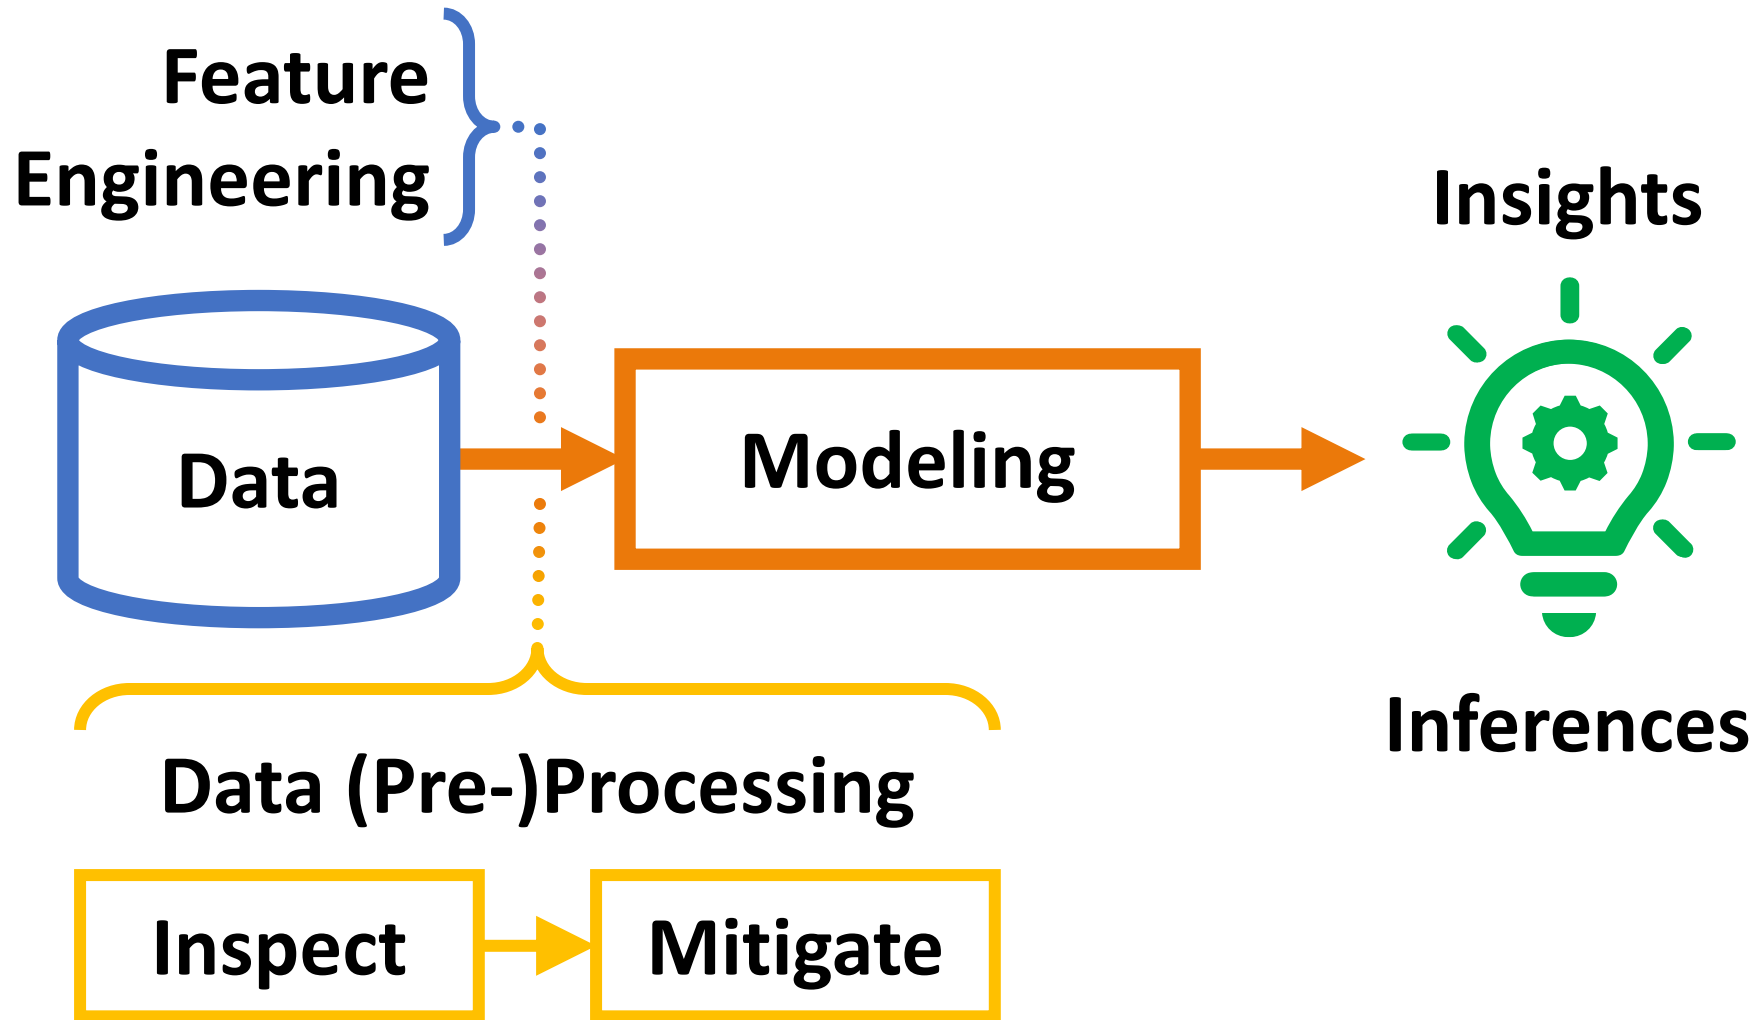 Feature
Engineering
Insights
Data
Modeling
Inferences
Data (Pre-)Processing
Inspect
Mitigate